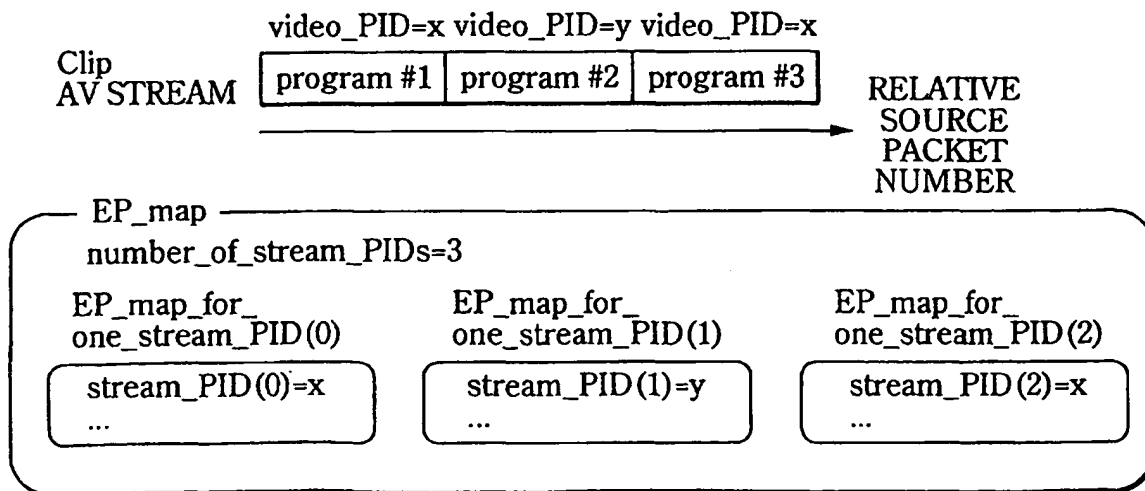 video_PID=x video_PID=y video_PID=x
Clip
AV STREAM
program #1 program #2 program #3
RELATIVE
SOURCE
PACKET
NUMBER
EP_map
number_of_stream_PIDs=3
EP_map_for_
one_stream_PID(0)
stream_PID(0)=x
...
EP_map_for_
one_stream_PID(1)
stream_PID(1)=y
...
EP_map_for_
one_stream_PID(2)
stream_PID(2)=x
...